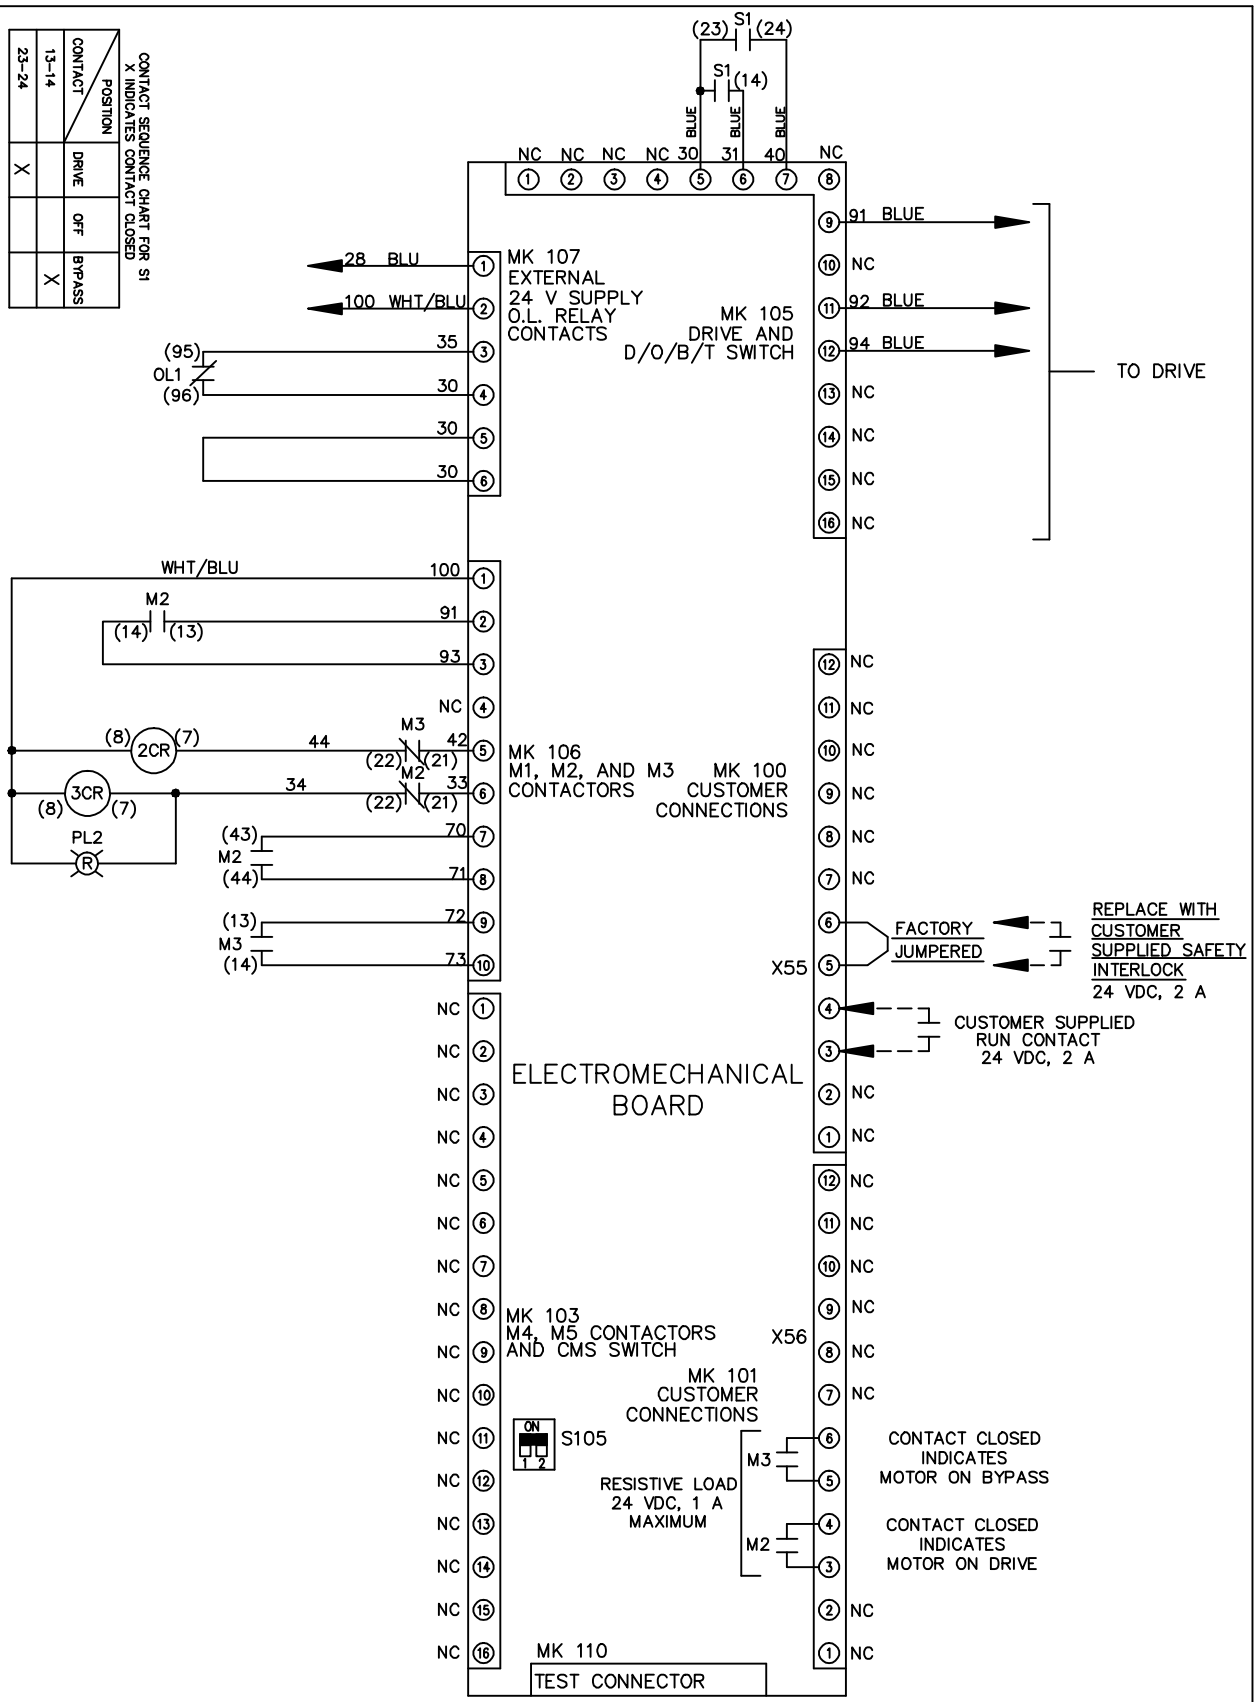 CONTACT SEQUENCE CHART FOR S1
X INDICATES CONTACT CLOSED
POSITION
CONTACT
DRIVE
OFF
BYPASS
13-14
X
23-24
X
(23) S1 (24)
S1 (14)
BLUE BLUE BLUE
NC NC NC NC 30 31 40 NC
1 2 3 4 5 6 7 8
9 91 BLUE
10 NC
11 92 BLUE
12 94 BLUE
13 NC
14 NC
15 NC
16 NC
TO DRIVE
MK 105
DRIVE AND
D/O/B/T SWITCH
MK 107
EXTERNAL
24 V SUPPLY
O.L. RELAY
CONTACTS
28 BLU 1
100 WHT/BLU 2
(95) 35 3
OL1
(96) 30 4
30 5
30 6
WHT/BLU 100 1
M2
(14) (13) 91 2
93 3
NC 4
(8) 2CR (7) 44 M3 (22) (21) 42 5
(8) 3CR (7) 34 M2 (22) (21) 33 6
PL2
R
(43) 70 7
M2
(44) 71 8
(13) 72 9
M3
(14) 73 10
MK 106
M1, M2, AND M3
CONTACTORS
MK 100
CUSTOMER
CONNECTIONS
12 NC
11 NC
10 NC
9 NC
8 NC
7 NC
6
X55 5
FACTORY
JUMPERED
REPLACE WITH
CUSTOMER
SUPPLIED SAFETY
INTERLOCK
24 VDC, 2 A
4
3
CUSTOMER SUPPLIED
RUN CONTACT
24 VDC, 2 A
2 NC
1 NC
ELECTROMECHANICAL
BOARD
NC 1
NC 2
NC 3
NC 4
NC 5
NC 6
NC 7
NC 8
NC 9
NC 10
NC 11
NC 12
NC 13
NC 14
NC 15
NC 16
MK 103
M4, M5 CONTACTORS
AND CMS SWITCH
ON
1 2
S105
12 NC
11 NC
10 NC
9 NC
X56
8 NC
7 NC
MK 101
CUSTOMER
CONNECTIONS
6
M3
5
CONTACT CLOSED
INDICATES
MOTOR ON BYPASS
RESISTIVE LOAD
24 VDC, 1 A
MAXIMUM
4
M2
3
CONTACT CLOSED
INDICATES
MOTOR ON DRIVE
2 NC
1 NC
MK 110
TEST CONNECTOR